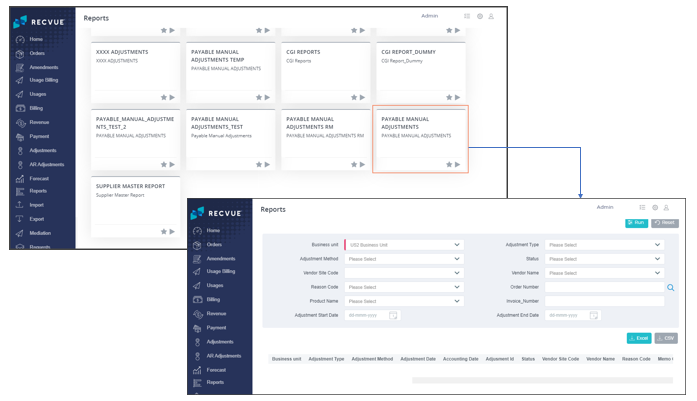 RECVUE
Reports
Admin
Home
Orders
Amendments
Usage Billing
Usages
Billing
Revenue
Payment
Adjustments
AR Adjustments
Forecast
Reports
Import
Export
Mediation
XXXX ADJUSTMENTS
XXXX ADJUSTMENTS
PAYABLE MANUAL
ADJUSTMENTS TEMP
PAYABLE MANUAL ADJUSTMENTS
CGI REPORTS
CGI Reports
CGI REPORT_DUMMY
CGI Report_Dummy
PAYABLE_MANUAL_ADJUSTME
NTS_TEST_2
PAYABLE MANUAL ADJUSTMENTS
PAYABLE MANUAL
ADJUSTMENTS_TEST
Payable Manual Adjustments
PAYABLE MANUAL
ADJUSTMENTS RM
PAYABLE MANUAL ADJUSTMENTS RM
PAYABLE MANUAL
ADJUSTMENTS
PAYABLE MANUAL ADJUSTMENTS
SUPPLIER MASTER REPORT
Supplier Master Report
RECVUE
Reports
Admin
Home
Orders
Amendments
Usage Billing
Usages
Billing
Revenue
Payment
Adjustments
AR Adjustments
Forecast
Reports
Run Reset
Business unit US2 Business Unit Adjustment Type Please Select
Adjustment Method Please Select Status Please Select
Vendor Site Code Vendor Name Please Select
Reason Code Please Select Order Number
Product Name Please Select Invoice_Number
Adjustment Start Date dd-mmm-yyyy Adjustment End Date dd-mmm-yyyy
Excel CSV
Business unit Adjustment Type Adjustment Method Adjustment Date Accounting Date Adjusment Id Status Vendor Site Code Vendor Name Reason Code Memo